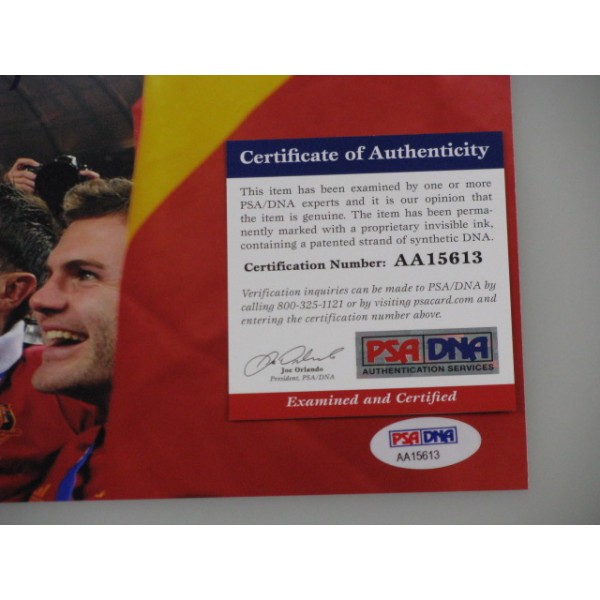 Certificate of Authenticity
This item has been examined by one or more
PSA/DNA experts and it is our opinion that
the item is genuine. The item has been perma-
nently marked with a proprietary invisible ink,
containing a patented strand of synthetic DNA.
Certification Number: AA15613
Verification inquiries can be made to PSA/DNA by
calling 800-325-1121 or by visiting psacard.com and
entering the certification number above.
Joe Orlando
President, PSA/DNA
PSA DNA
AUTHENTICATION SERVICES
Examined and Certified
PSA DNA
AA15613